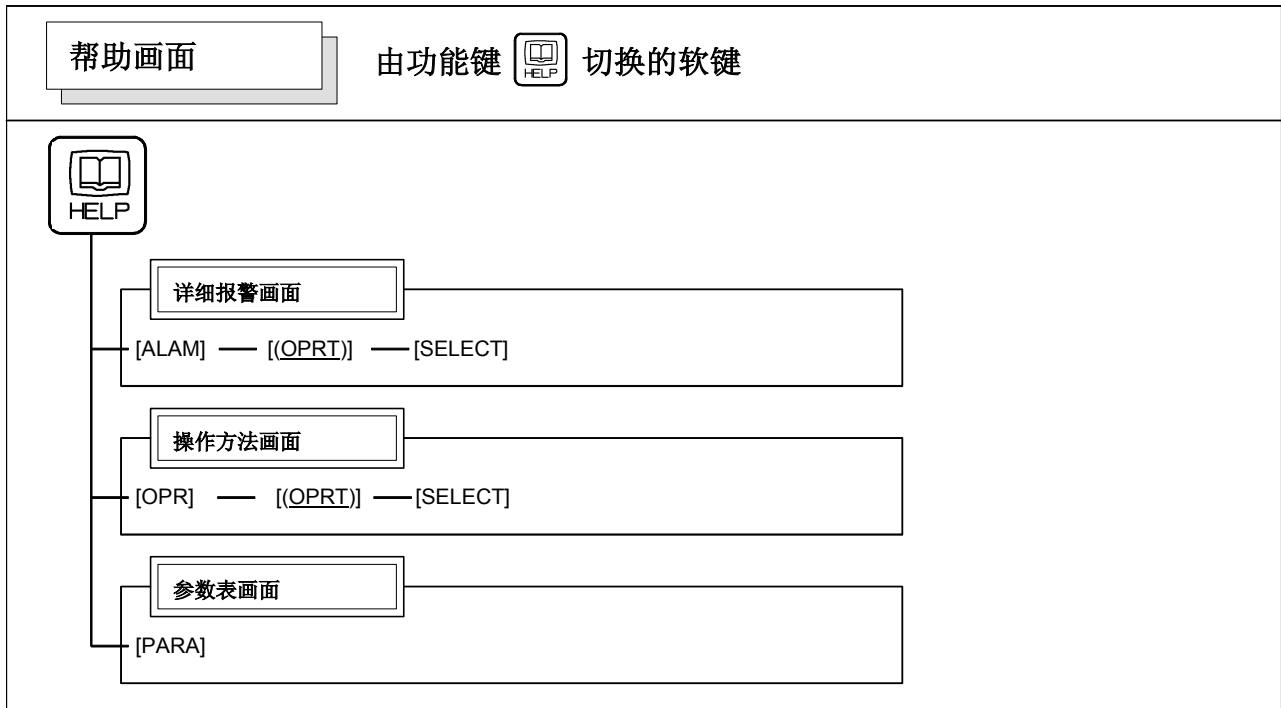 帮助画面
由功能键 HELP 切换的软键
HELP
详细报警画面
[ALAM] [(OPRT)] [SELECT]
操作方法画面
[OPR] [(OPRT)] [SELECT]
参数表画面
[PARA]